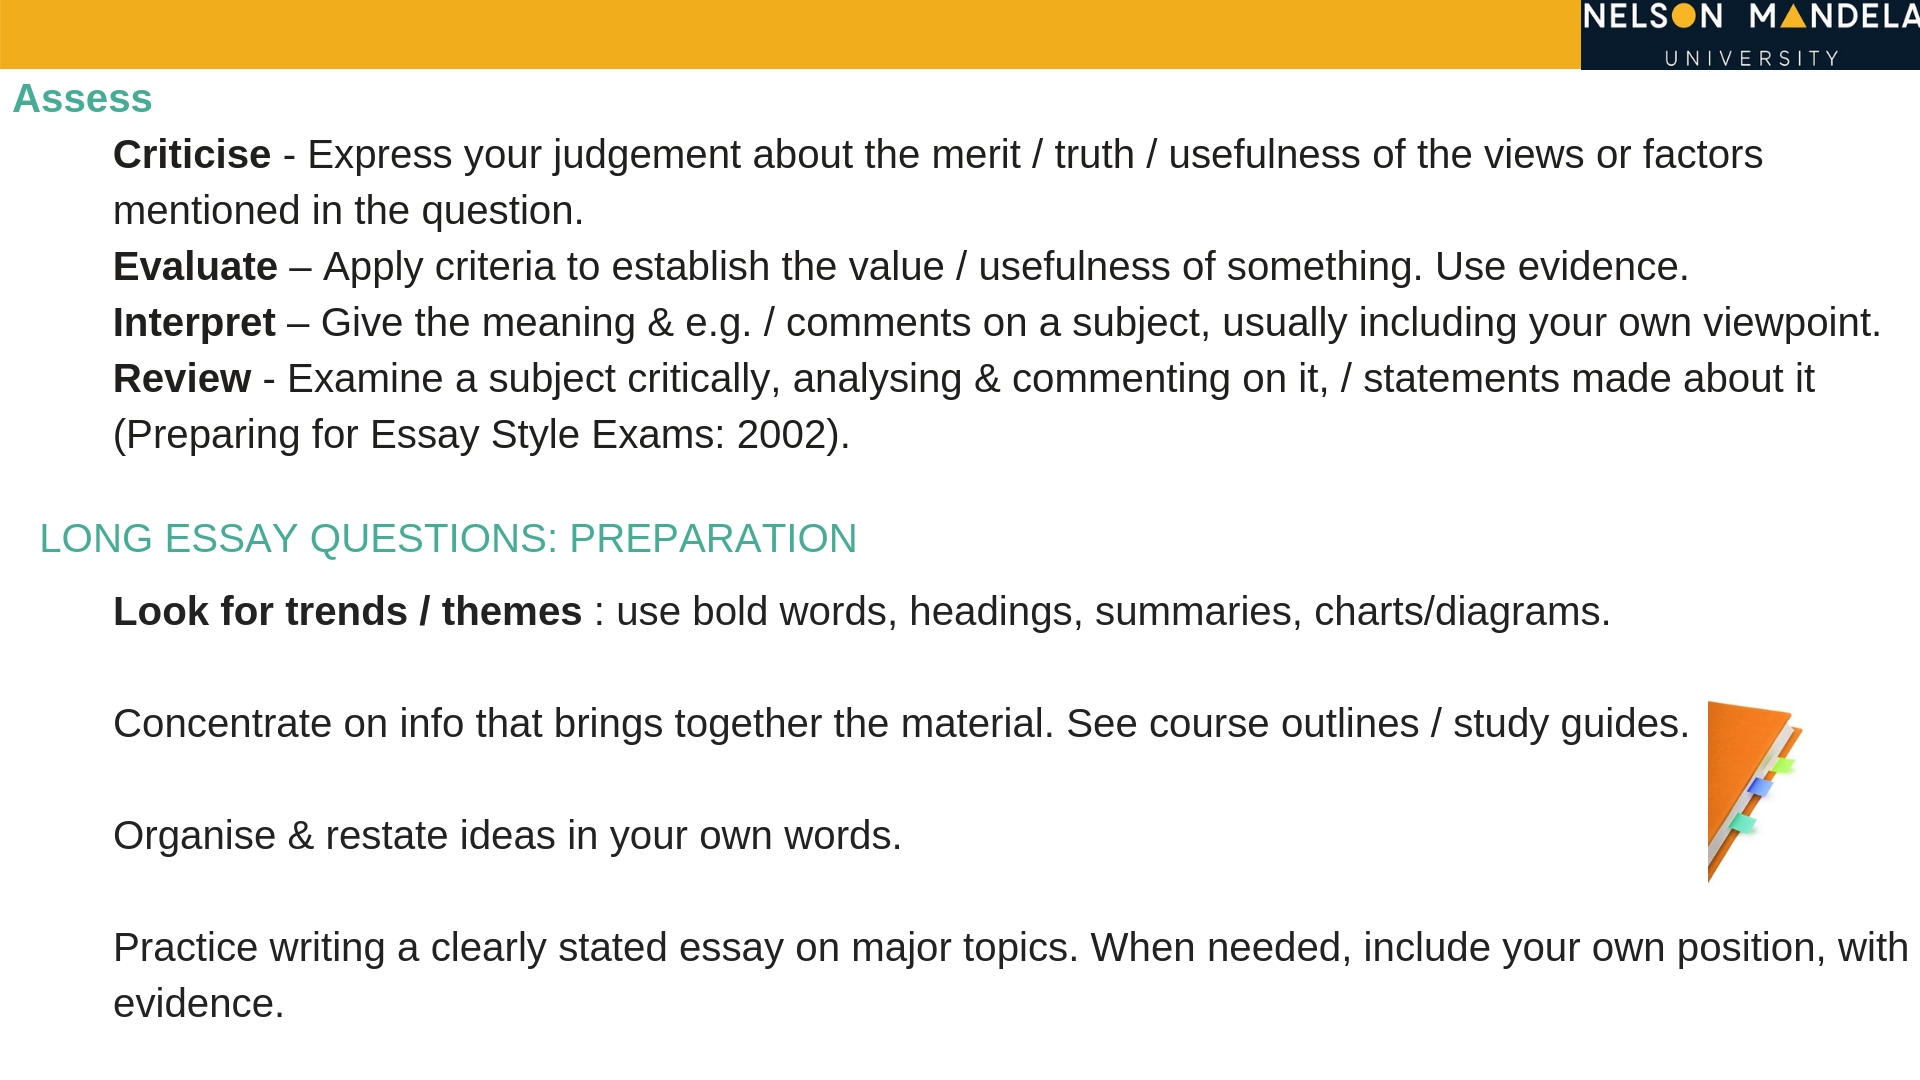 NELSON MANDELA
UNIVERSITY
Assess
Criticise - Express your judgement about the merit / truth / usefulness of the views or factors
mentioned in the question.
Evaluate – Apply criteria to establish the value / usefulness of something. Use evidence.
Interpret – Give the meaning & e.g. / comments on a subject, usually including your own viewpoint.
Review - Examine a subject critically, analysing & commenting on it, / statements made about it
(Preparing for Essay Style Exams: 2002).
LONG ESSAY QUESTIONS: PREPARATION
Look for trends / themes : use bold words, headings, summaries, charts/diagrams.
Concentrate on info that brings together the material. See course outlines / study guides.
Organise & restate ideas in your own words.
Practice writing a clearly stated essay on major topics. When needed, include your own position, with
evidence.